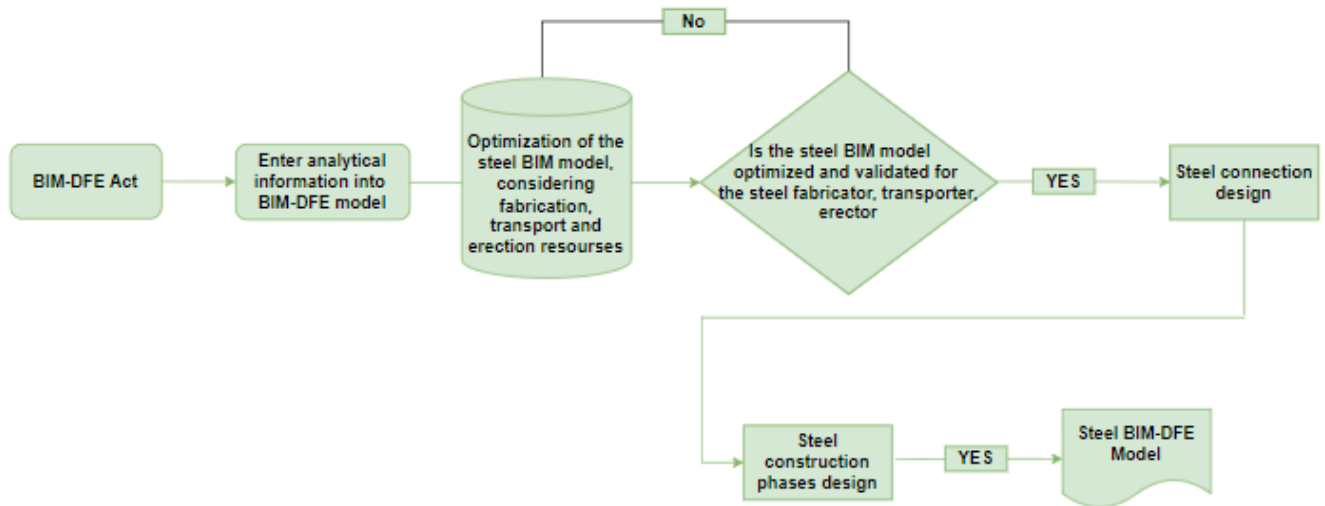 No
BIM-DFE Act
Enter analytical
information into
BIM-DFE model
Optimization of the
steel BIM model,
considering
fabrication,
transport and
erection resourses
Is the steel BIM model
optimized and validated for
the steel fabricator, transporter,
erector
YES
Steel connection
design
Steel
construction
phases design
YES
Steel BIM-DFE
Model